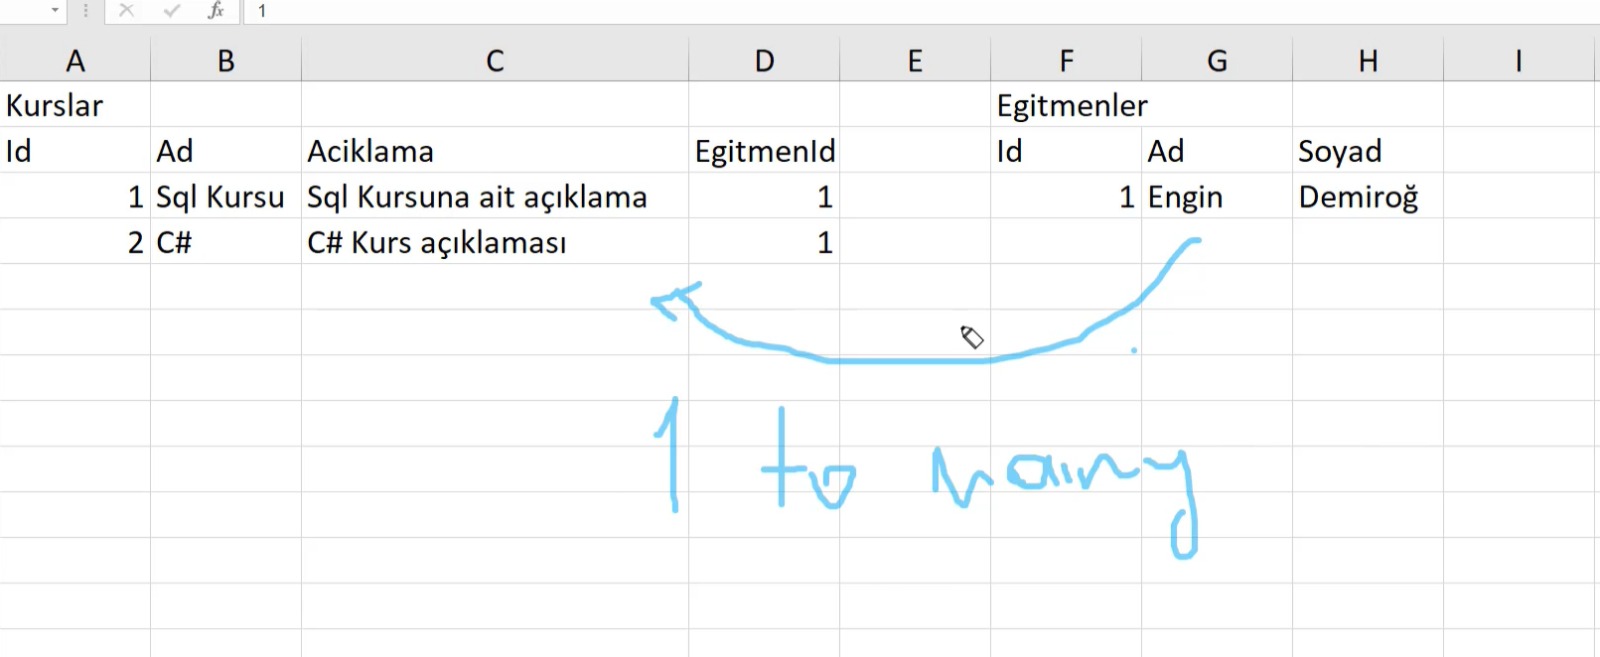 1
A B C D E F G H I
Kurslar Egitmenler
Id Ad Aciklama EgitmenId Id Ad Soyad
1 Sql Kursu Sql Kursuna ait açıklama 1 1 Engin Demiroğ
2 C# C# Kurs açıklaması 1
1 to many